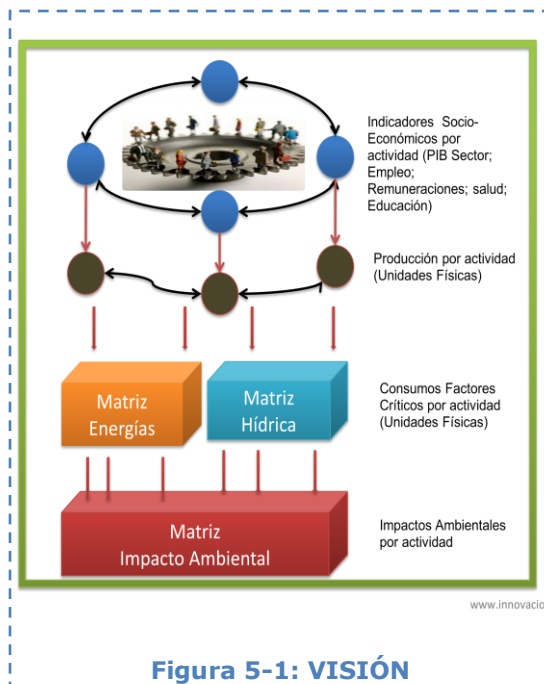 Indicadores Socio-
Económicos por
actividad (PIB Sector;
Empleo;
Remuneraciones; salud;
Educación)
Producción por actividad
(Unidades Físicas)
Matriz
Energías
Matriz
Hídrica
Consumos Factores
Críticos por actividad
(Unidades Físicas)
Matriz
Impacto Ambiental
Impactos Ambientales
por actividad
www.innovacio
Figura 5-1: VISIÓN